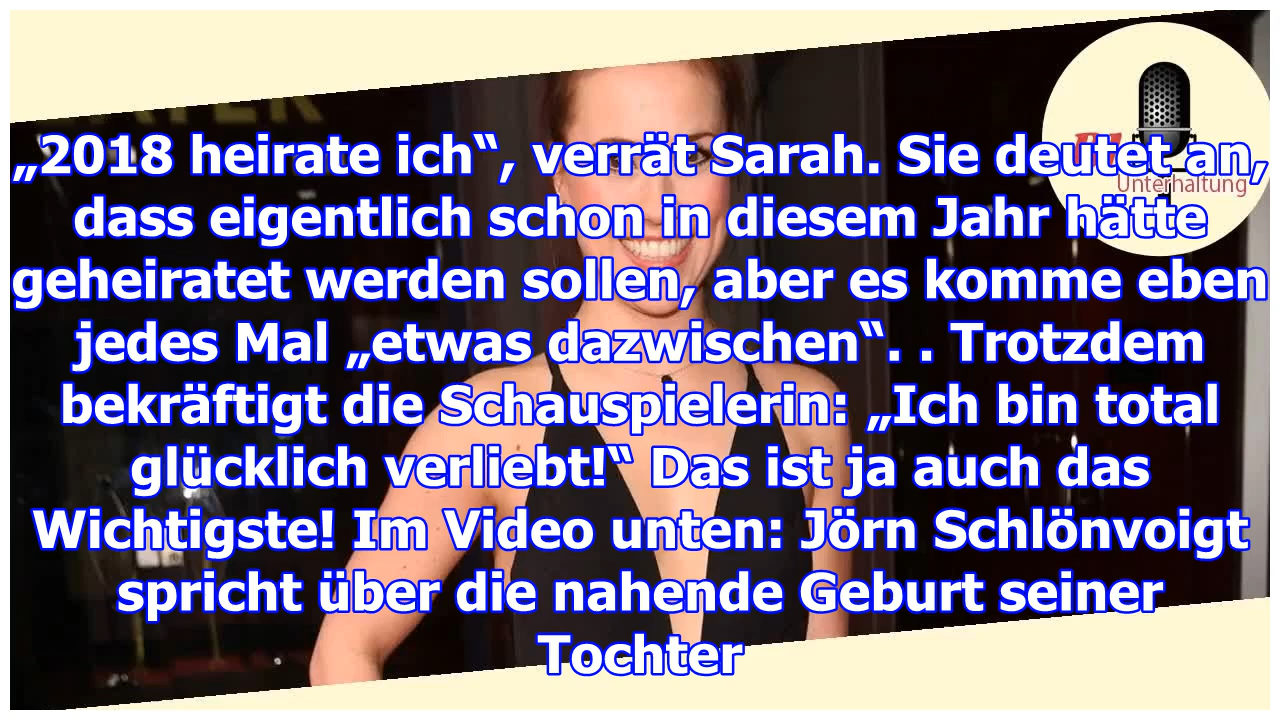 „2018 heirate ich“, verrät Sarah. Sie deutet an,
dass eigentlich schon in diesem Jahr hätte
geheiratet werden sollen, aber es komme eben
jedes Mal „etwas dazwischen“. . Trotzdem
bekräftigt die Schauspielerin: „Ich bin total
glücklich verliebt!“ Das ist ja auch das
Wichtigste! Im Video unten: Jörn Schlönvoigt
spricht über die nahende Geburt seiner
Tochter
Unterhaltung